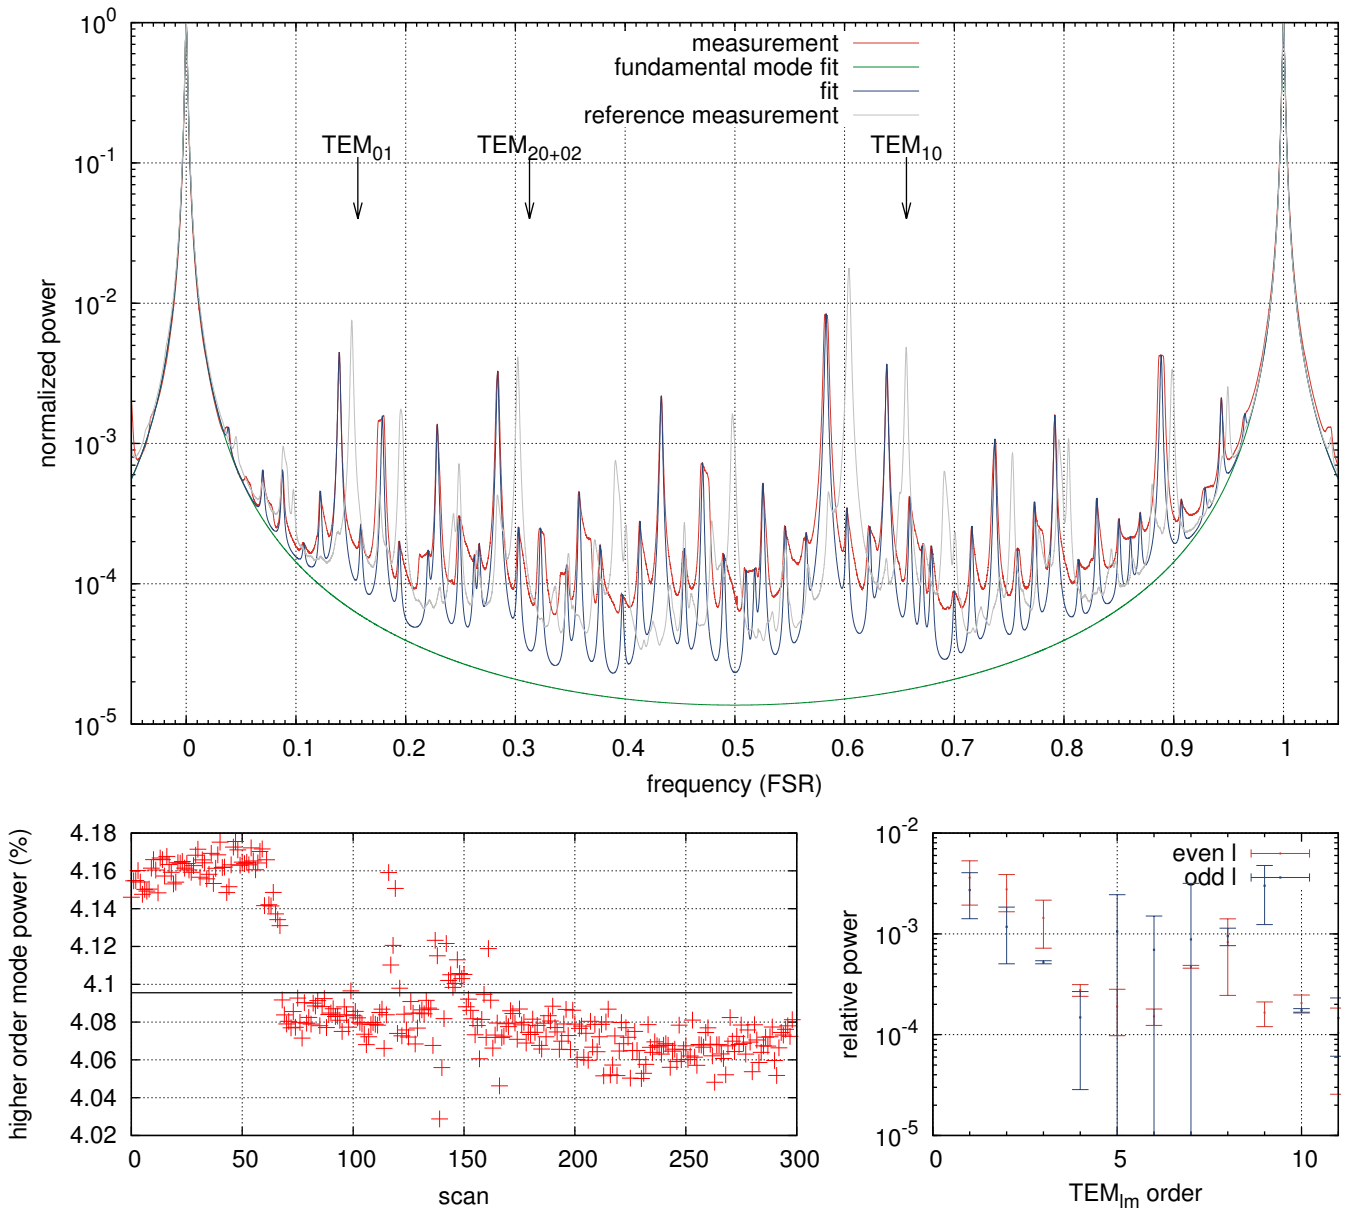 measurement
fundamental mode fit
fit
reference measurement
TEM01 TEM20+02 TEM10
10^0
10^-1
10^-2
10^-3
10^-4
10^-5
normalized power
0 0.1 0.2 0.3 0.4 0.5 0.6 0.7 0.8 0.9 1
frequency (FSR)
4.18
4.16
4.14
4.12
4.1
4.08
4.06
4.04
4.02
higher order mode power (%)
0 50 100 150 200 250 300
scan
even l
odd l
10^-2
10^-3
10^-4
10^-5
relative power
0 5 10
TEMlm order